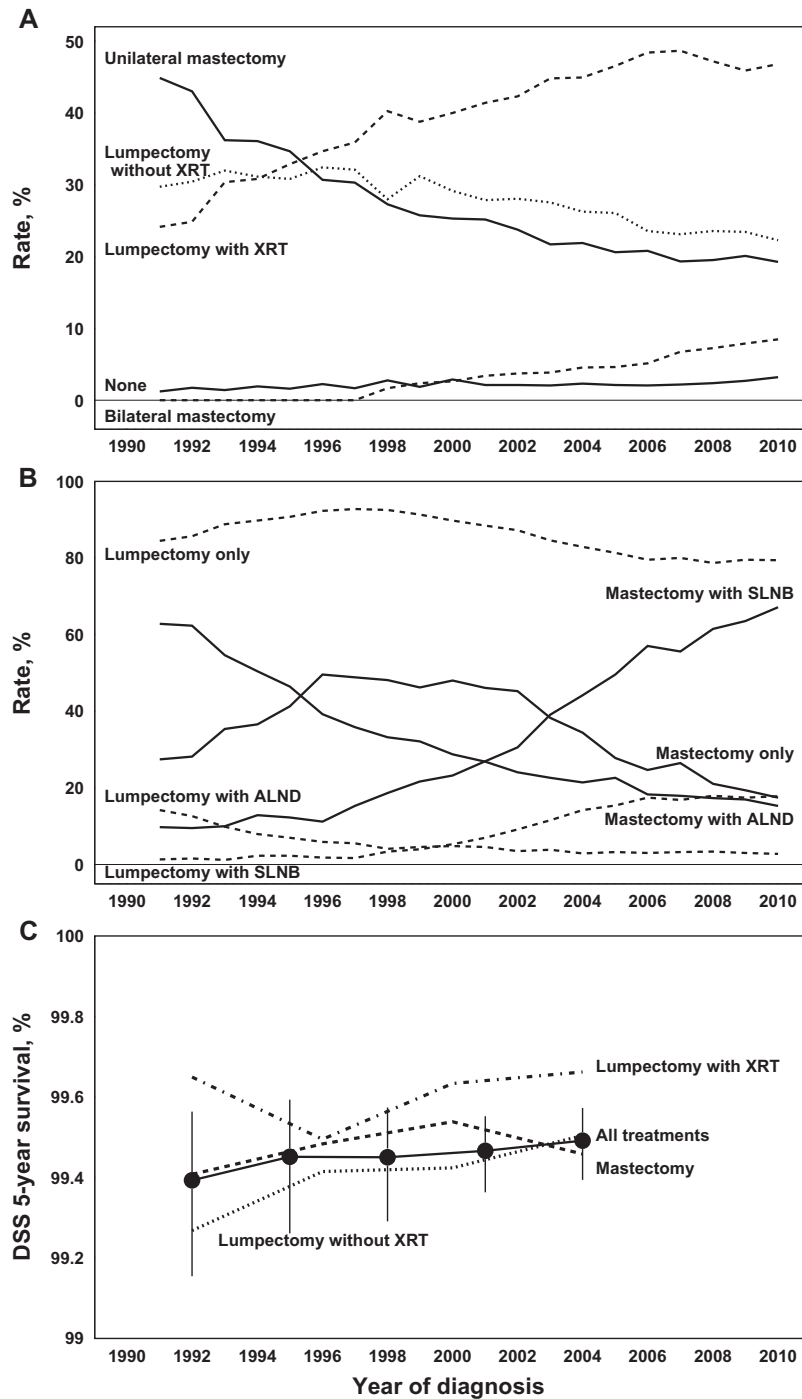 A
50
40
30
20
10
0
Rate, %
Unilateral mastectomy
Lumpectomy
without XRT
Lumpectomy with XRT
None
Bilateral mastectomy
1990 1992 1994 1996 1998 2000 2002 2004 2006 2008 2010
B
100
80
60
40
20
0
Rate, %
Lumpectomy only
Mastectomy with SLNB
Mastectomy only
Lumpectomy with ALND
Mastectomy with ALND
Lumpectomy with SLNB
1990 1992 1994 1996 1998 2000 2002 2004 2006 2008 2010
C
100
99.8
99.6
99.4
99.2
99
DSS 5-year survival, %
Lumpectomy with XRT
All treatments
Mastectomy
Lumpectomy without XRT
1990 1992 1994 1996 1998 2000 2002 2004 2006 2008 2010
Year of diagnosis